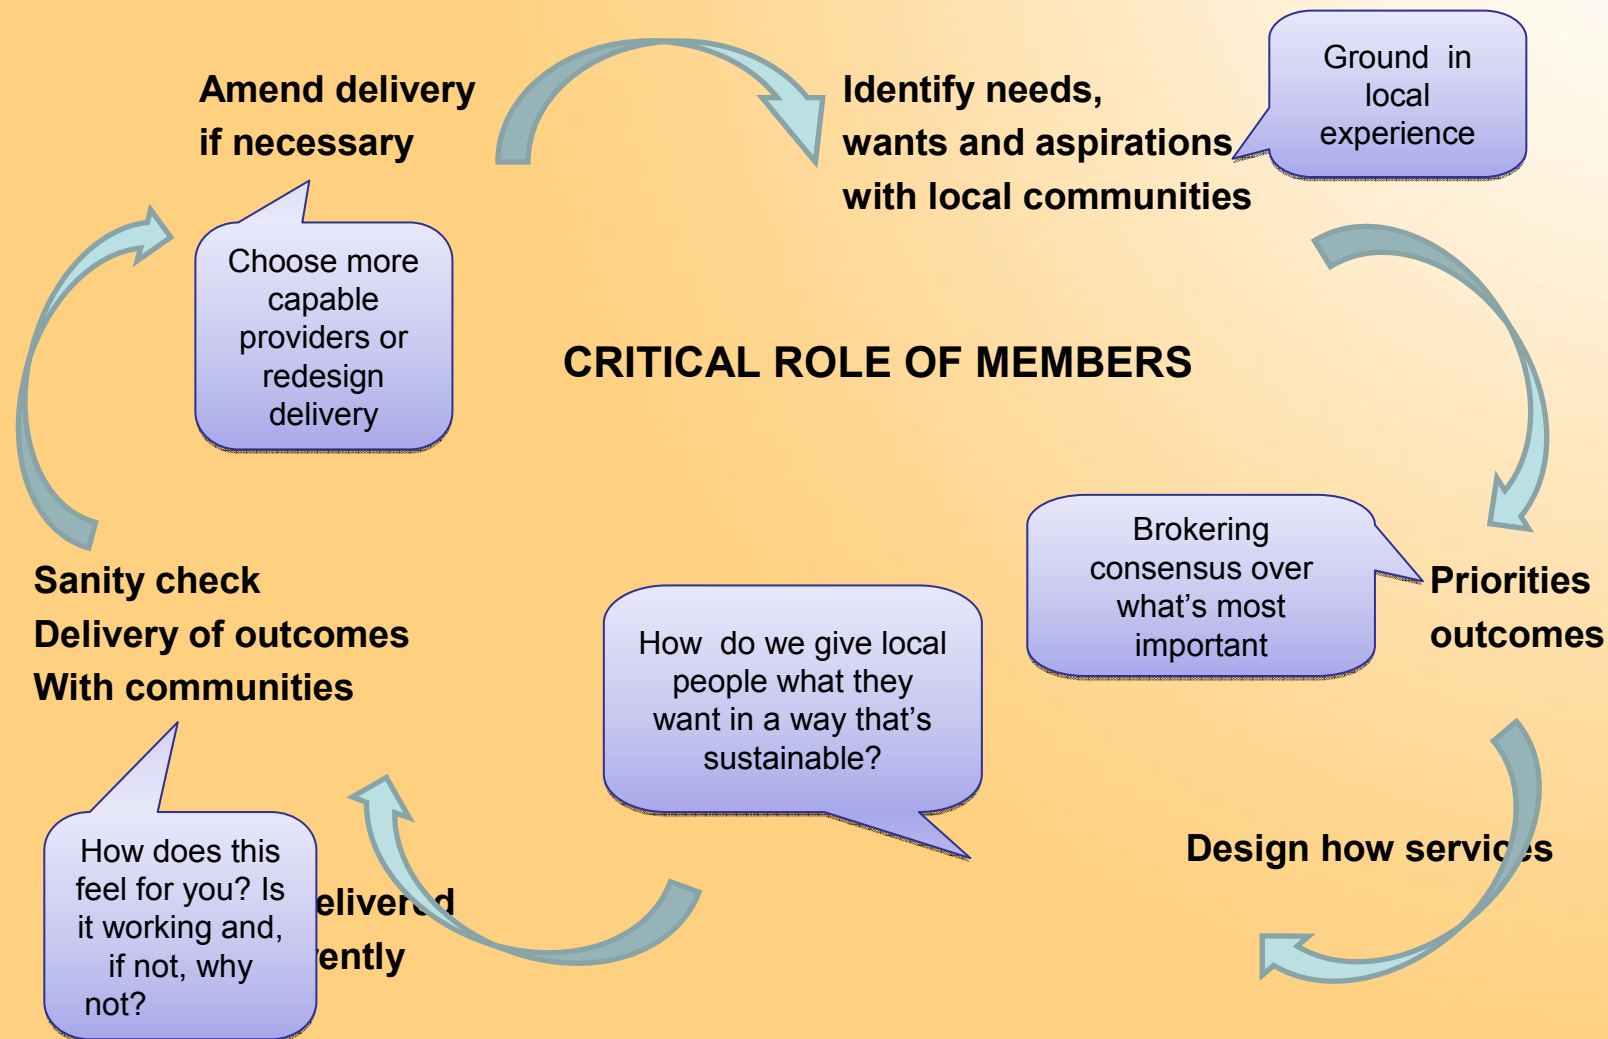 Amend delivery
if necessary
Identify needs,
wants and aspirations
with local communities
Ground in
local
experience
Choose more
capable
providers or
redesign
delivery
CRITICAL ROLE OF MEMBERS
Brokering
consensus over
what's most
important
Priorities
outcomes
Sanity check
Delivery of outcomes
With communities
How do we give local
people what they
want in a way that's
sustainable?
Design how services
How does this
feel for you? Is
it working and,
if not, why
not?